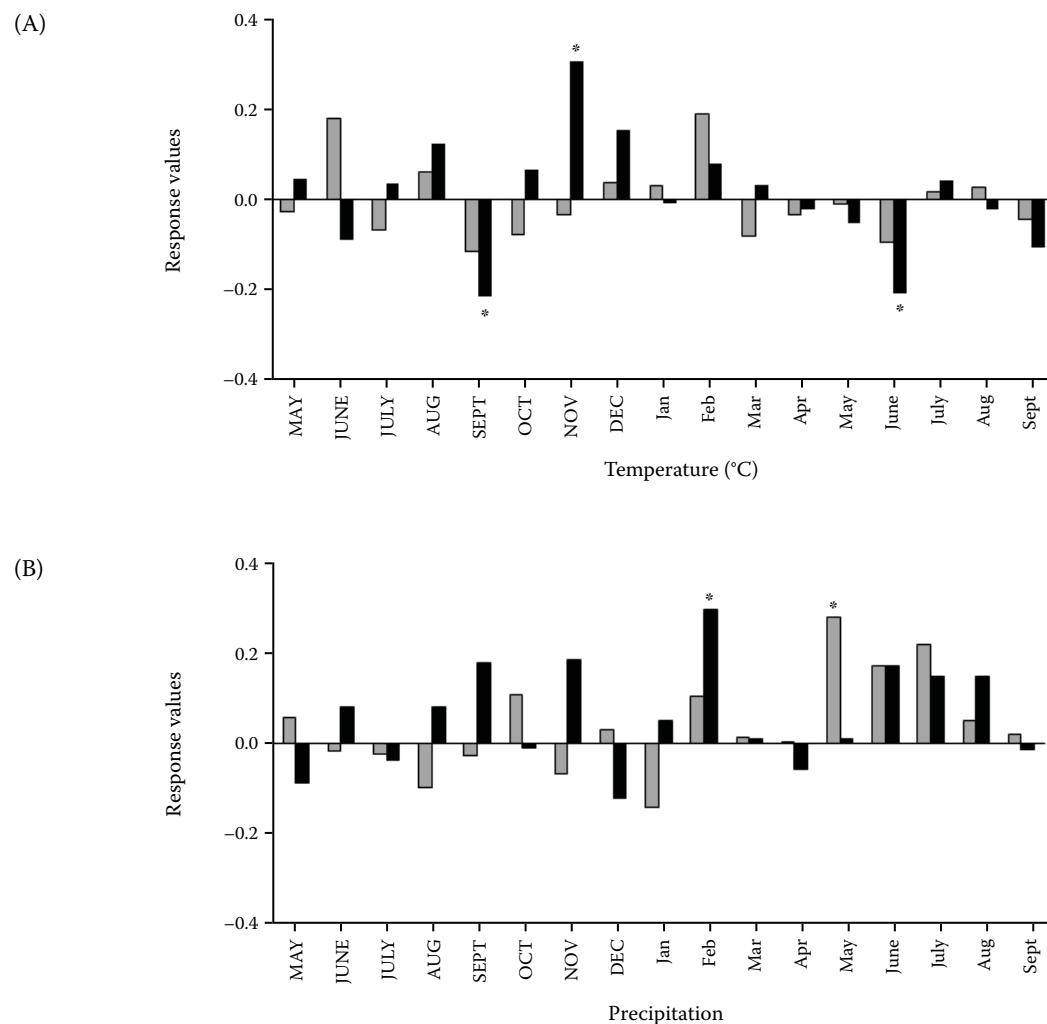 (A)
0.4
0.2
0.0
−0.2
−0.4
Response values
*
*
*
MAY
JUNE
JULY
AUG
SEPT
OCT
NOV
DEC
Jan
Feb
Mar
Apr
May
June
July
Aug
Sept
Temperature (°C)
(B)
0.4
0.2
0.0
−0.2
−0.4
Response values
*
*
MAY
JUNE
JULY
AUG
SEPT
OCT
NOV
DEC
Jan
Feb
Mar
Apr
May
June
July
Aug
Sept
Precipitation